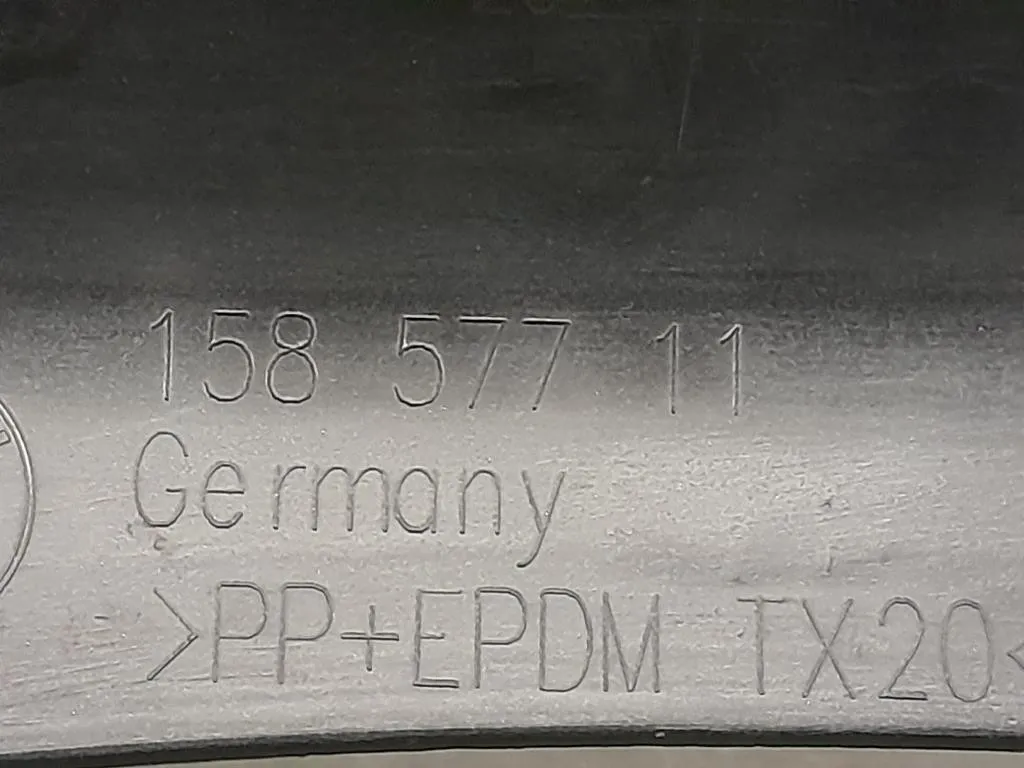 158 577 11
Germany
>PP+EPDM TX20<